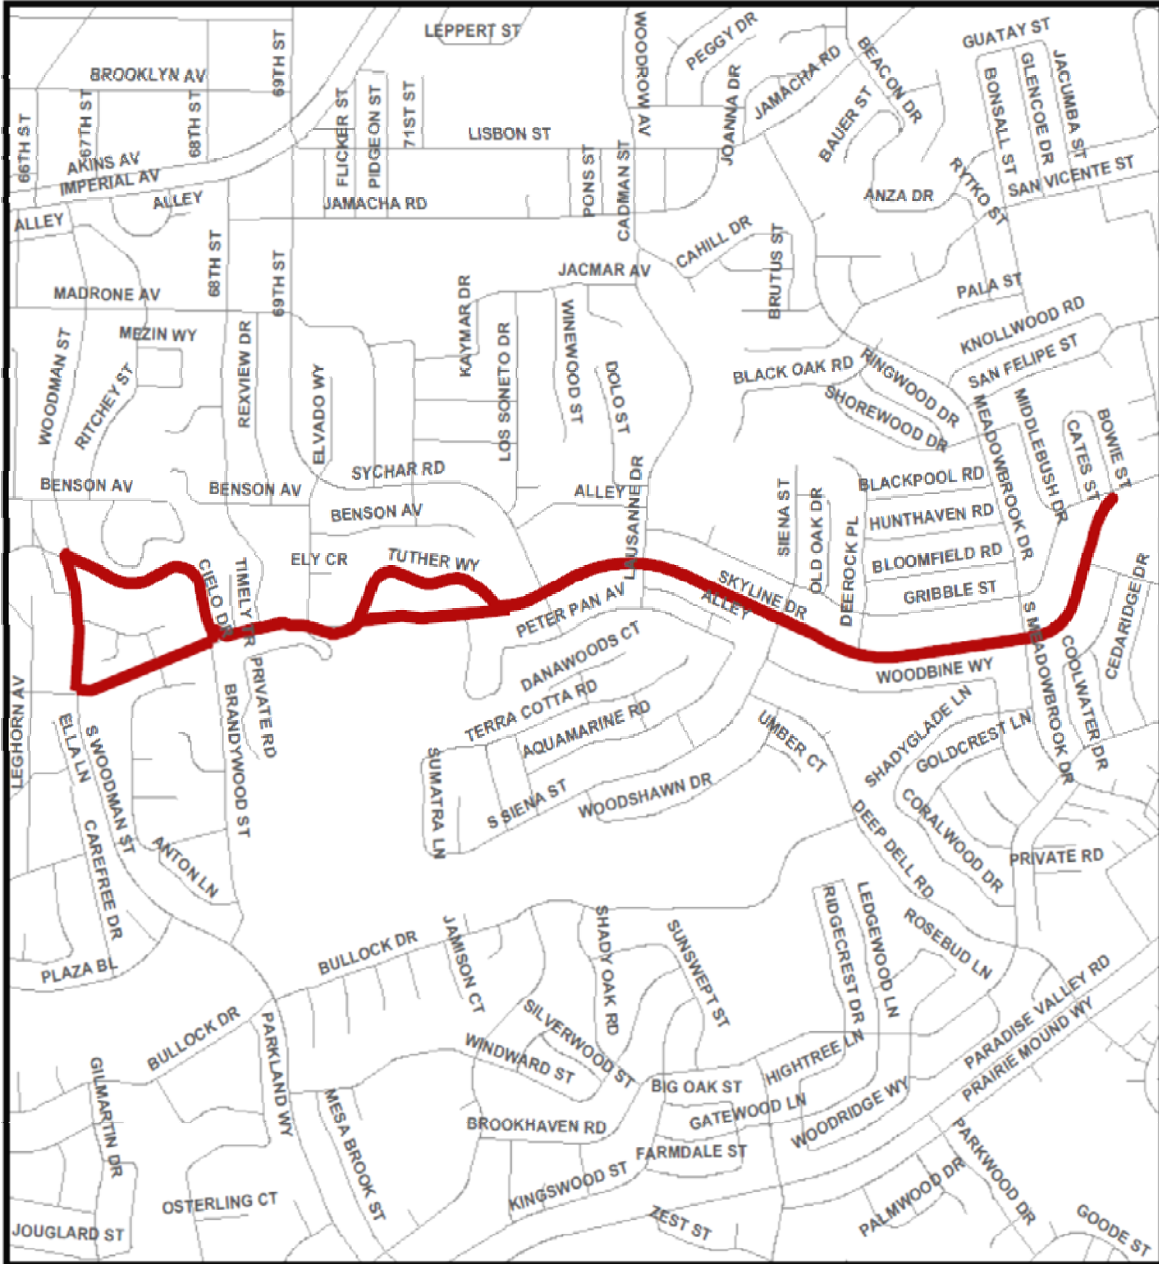 LEPPERT ST
WOODROW AV
PEGGY DR
BEACON DR
GUATAY ST
69TH ST
BROOKLYN AV
JAMACHA RD
BONSALL ST
GLENCOE DR
JACUMBA ST
66TH ST
67TH ST
68TH ST
FLICKER ST
PIDGEON ST
71ST ST
LISBON ST
JOANNA DR
BAUER ST
AKINS AV
IMPERIAL AV
ALLEY
ALLEY
JAMACHA RD
PONS ST
CADMAN ST
ANZA DR
RYTKO ST
SAN VICENTE ST
68TH ST
69TH ST
CAHILL DR
BRUTUS ST
JACMAR AV
PALA ST
MADRONE AV
MEZIN WY
KAYMAR DR
KNOLLWOOD RD
SAN FELIPE ST
WOODMAN ST
RITCHEY ST
REXVIEW DR
ELVADO WY
LOS SONETO DR
WINEWOOD ST
DOLO ST
BLACK OAK RD
RINGWOOD DR
SHOREWOOD DR
MEADOWBROOK DR
MIDDLEBUSH DR
CATES ST
BOWIE ST
SYCHAR RD
BENSON AV
BENSON AV
BENSON AV
ALLEY
LAUSANNE DR
SIENA ST
OLD OAK DR
DEEROCK PL
BLACKPOOL RD
HUNTHAVEN RD
BLOOMFIELD RD
GRIBBLE ST
ELY CR
TUTHER WY
CIELO DR
TIMELY TR
PETER PAN AV
SKYLINE DR
ALLEY
CEDARIDGE DR
S MEADOWBROOK DR
COOLWATER DR
WOODBINE WY
DANAWOODS CT
TERRA COTTA RD
AQUAMARINE RD
PRIVATE RD
BRANDYWOOD ST
LEGHORN AV
ELLA LN
S WOODMAN ST
UMBER CT
SHADYGLADE LN
GOLDCREST LN
SUMATRA LN
S SIENA ST
WOODSHAWN DR
CORALWOOD DR
DEEP DELL RD
PRIVATE RD
CAREFREE DR
ANTON LN
PLAZA BL
BULLOCK DR
JAMISON CT
SHADY OAK RD
SUNSWEPT ST
RIDGECREST DR
LEDGEWOOD LN
ROSEBUD LN
BULLOCK DR
PARKLAND WY
SILVERWOOD ST
WINDWARD ST
PARADISE VALLEY RD
PRAIRIE MOUND WY
HIGHTREE LN
BIG OAK ST
GATEWOOD LN
WOODRIDGE WY
GILMARTIN DR
MESA BROOK ST
BROOKHAVEN RD
FARMDALE ST
KINGSWOOD ST
PARKWOOD DR
PALMWOOD DR
OSTERLING CT
ZEST ST
GOODE ST
JOUGLARD ST